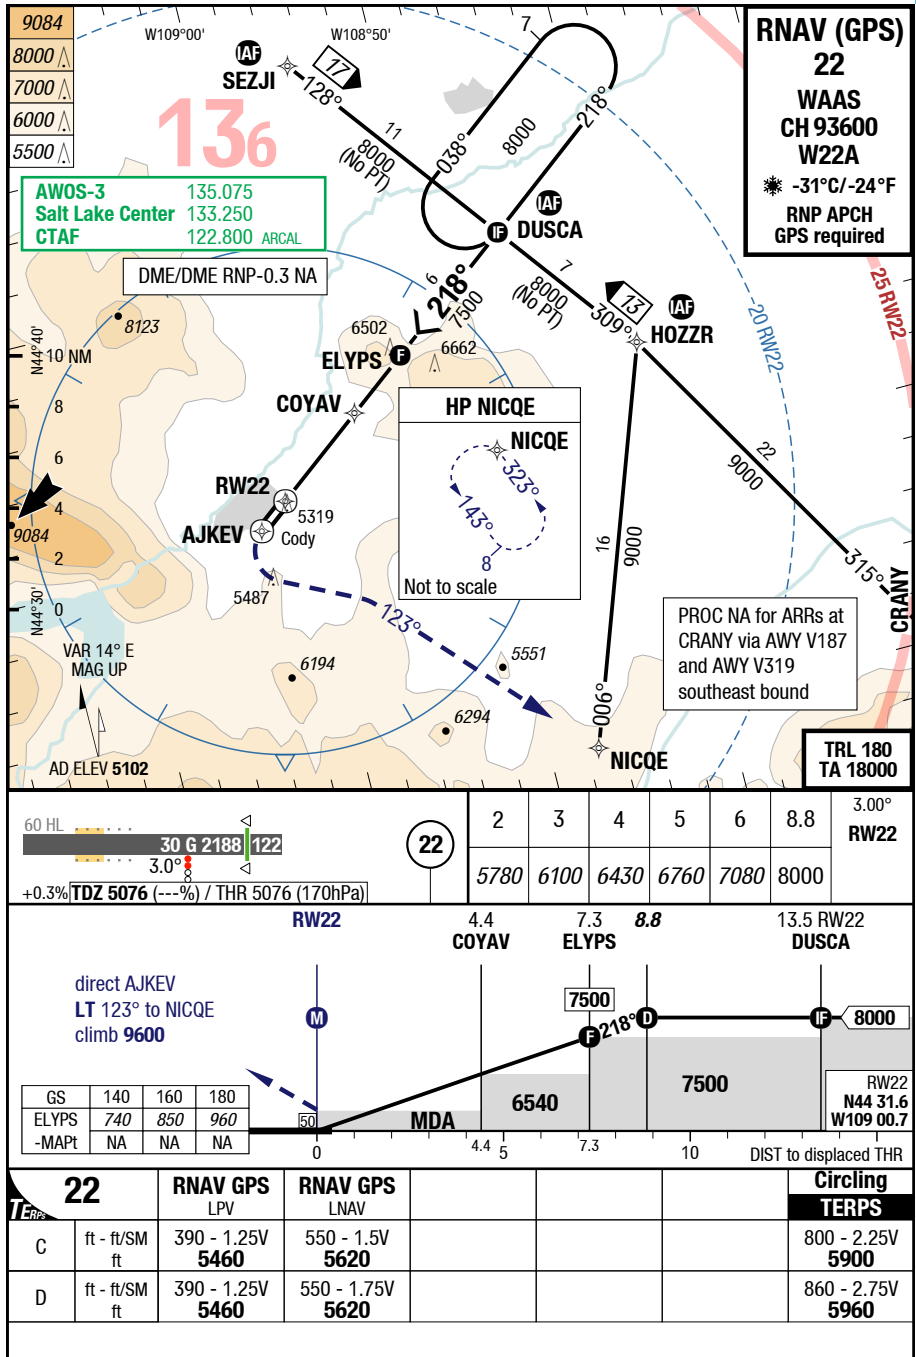 9084
8000
7000
6000
5500
W109°00'
W108°50'
RNAV (GPS)
22
WAAS
CH 93600
W22A
-31°C/-24°F
RNP APCH
GPS required
136
AWOS-3 135.075
Salt Lake Center 133.250
CTAF 122.800 ARCAL
DME/DME RNP-0.3 NA
IAF
SEZJI
17
128°
11
8000
(No PT)
7
038°
8000
218°
IAF
IF
DUSCA
6
218°
7500
7
8000
(No PT)
13
309°
IAF
HOZZR
20 RW22
25 RW22
8123
6502
6662
ELYPS
F
COYAV
RW22
AJKEV
5319
Cody
5487
123°
6194
5551
6294
9084
N44°40'
10 NM
8
6
4
2
0
N44°30'
HP NICQE
NICQE
323°
143°
8
Not to scale
22
9000
315°
CRANY
16
9000
006°
NICQE
PROC NA for ARRs at
CRANY via AWY V187
and AWY V319
southeast bound
VAR 14° E
MAG UP
AD ELEV 5102
TRL 180
TA 18000
60 HL
30 G 2188 122
3.0°
+0.3% TDZ 5076 (---%) / THR 5076 (170hPa)
22
2 3 4 5 6 8.8 3.00°
RW22
5780 6100 6430 6760 7080 8000
RW22 4.4 7.3 8.8 13.5 RW22
COYAV ELYPS DUSCA
direct AJKEV
LT 123° to NICQE
climb 9600
M
7500
F 218° D IF 8000
50
MDA
6540
7500
RW22
N44 31.6
W109 00.7
GS 140 160 180
ELYPS 740 850 960
-MAPt NA NA NA
0 4.4 5 7.3 10 DIST to displaced THR
TERPS 22 RNAV GPS RNAV GPS Circling
LPV LNAV TERPS
C ft - ft/SM 390 - 1.25V 550 - 1.5V 800 - 2.25V
ft 5460 5620 5900
D ft - ft/SM 390 - 1.25V 550 - 1.75V 860 - 2.75V
ft 5460 5620 5960